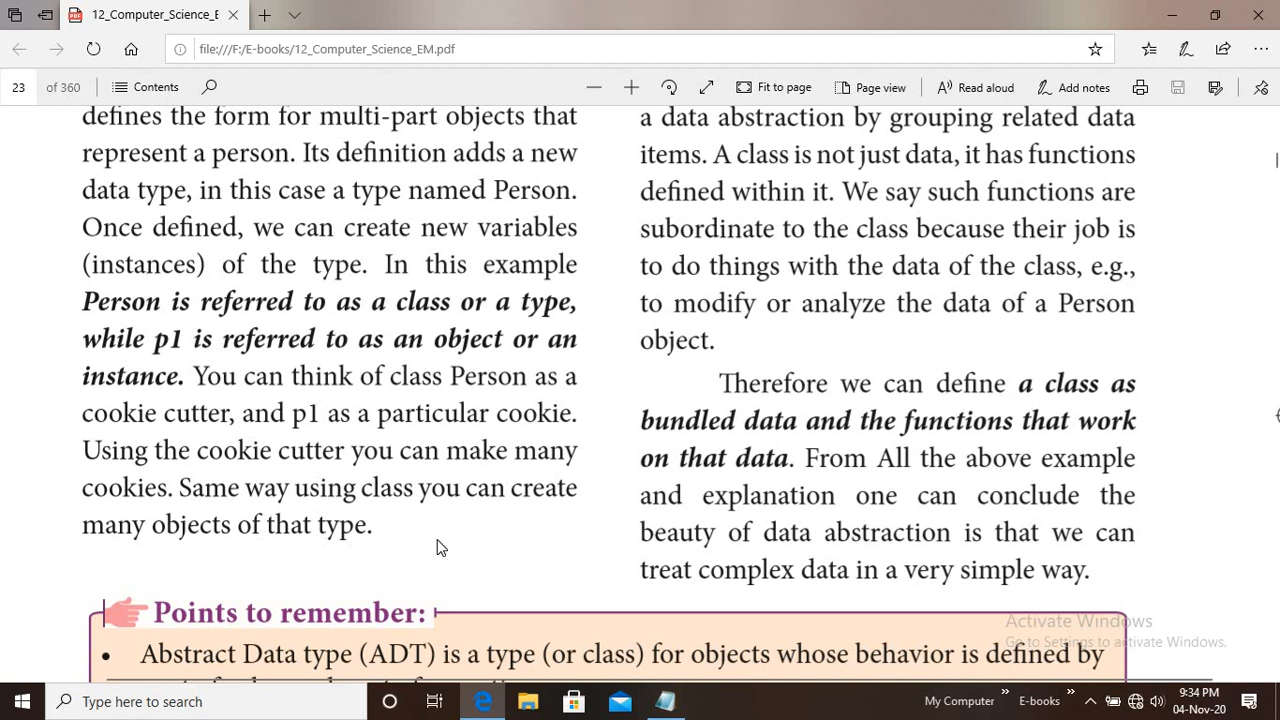 12_Computer_Science_E
file:///F:/E-books/12_Computer_Science_EM.pdf
23 of 360 Contents Fit to page Page view Read aloud Add notes
defines the form for multi-part objects that
represent a person. Its definition adds a new
data type, in this case a type named Person.
Once defined, we can create new variables
(instances) of the type. In this example
Person is referred to as a class or a type,
while p1 is referred to as an object or an
instance. You can think of class Person as a
cookie cutter, and p1 as a particular cookie.
Using the cookie cutter you can make many
cookies. Same way using class you can create
many objects of that type.
a data abstraction by grouping related data
items. A class is not just data, it has functions
defined within it. We say such functions are
subordinate to the class because their job is
to do things with the data of the class, e.g.,
to modify or analyze the data of a Person
object.
Therefore we can define a class as
bundled data and the functions that work
on that data. From All the above example
and explanation one can conclude the
beauty of data abstraction is that we can
treat complex data in a very simple way.
Points to remember:
• Abstract Data type (ADT) is a type (or class) for objects whose behavior is defined by
Activate Windows
Go to Settings to activate Windows.
Type here to search
My Computer
E-books
9:34 PM
04-Nov-20